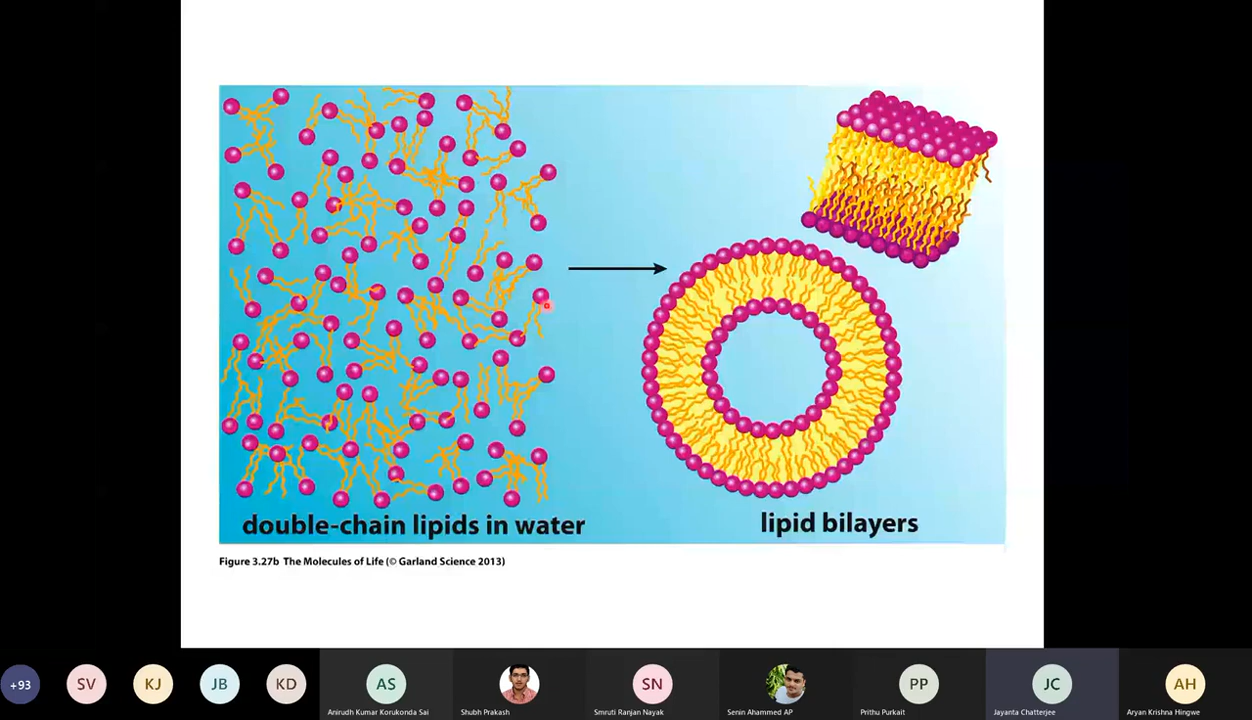 double-chain lipids in water
lipid bilayers
Figure 3.27b The Molecules of Life (© Garland Science 2013)
+93
SV
KJ
JB
KD
AS
SN
PP
JC
AH
Anirudh Kumar Korukonda Sai
Shubh Prakash
Smruti Ranjan Nayak
Senin Ahammed AP
Prithu Purkait
Jayanta Chatterjee
Aryan Krishna Hingwe